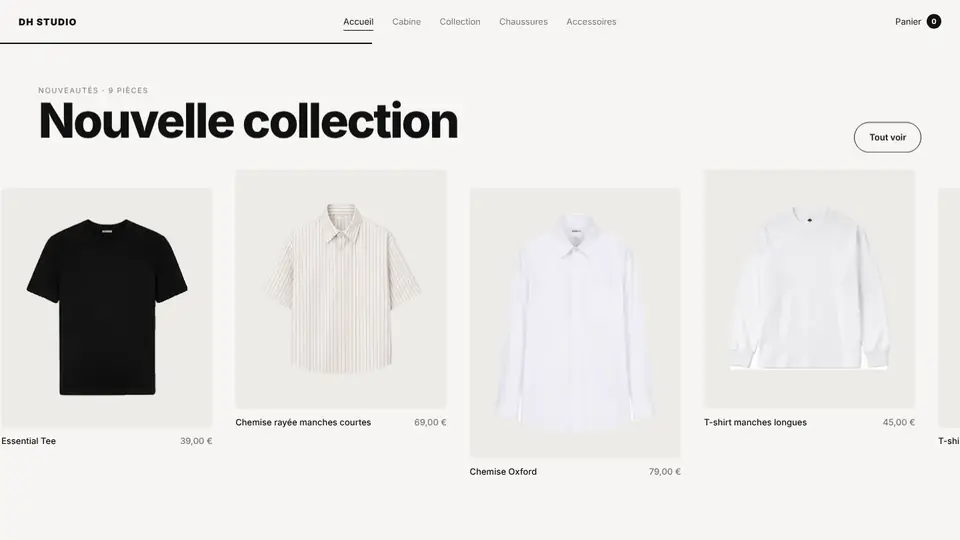 DH STUDIO
Accueil
Cabine
Collection
Chaussures
Accessoires
Panier 0
NOUVEAUTÉS · 9 PIÈCES
Nouvelle collection
Tout voir
Essential Tee 39,00 €
Chemise rayée manches courtes 69,00 €
Chemise Oxford 79,00 €
T-shirt manches longues 45,00 €
T-shi